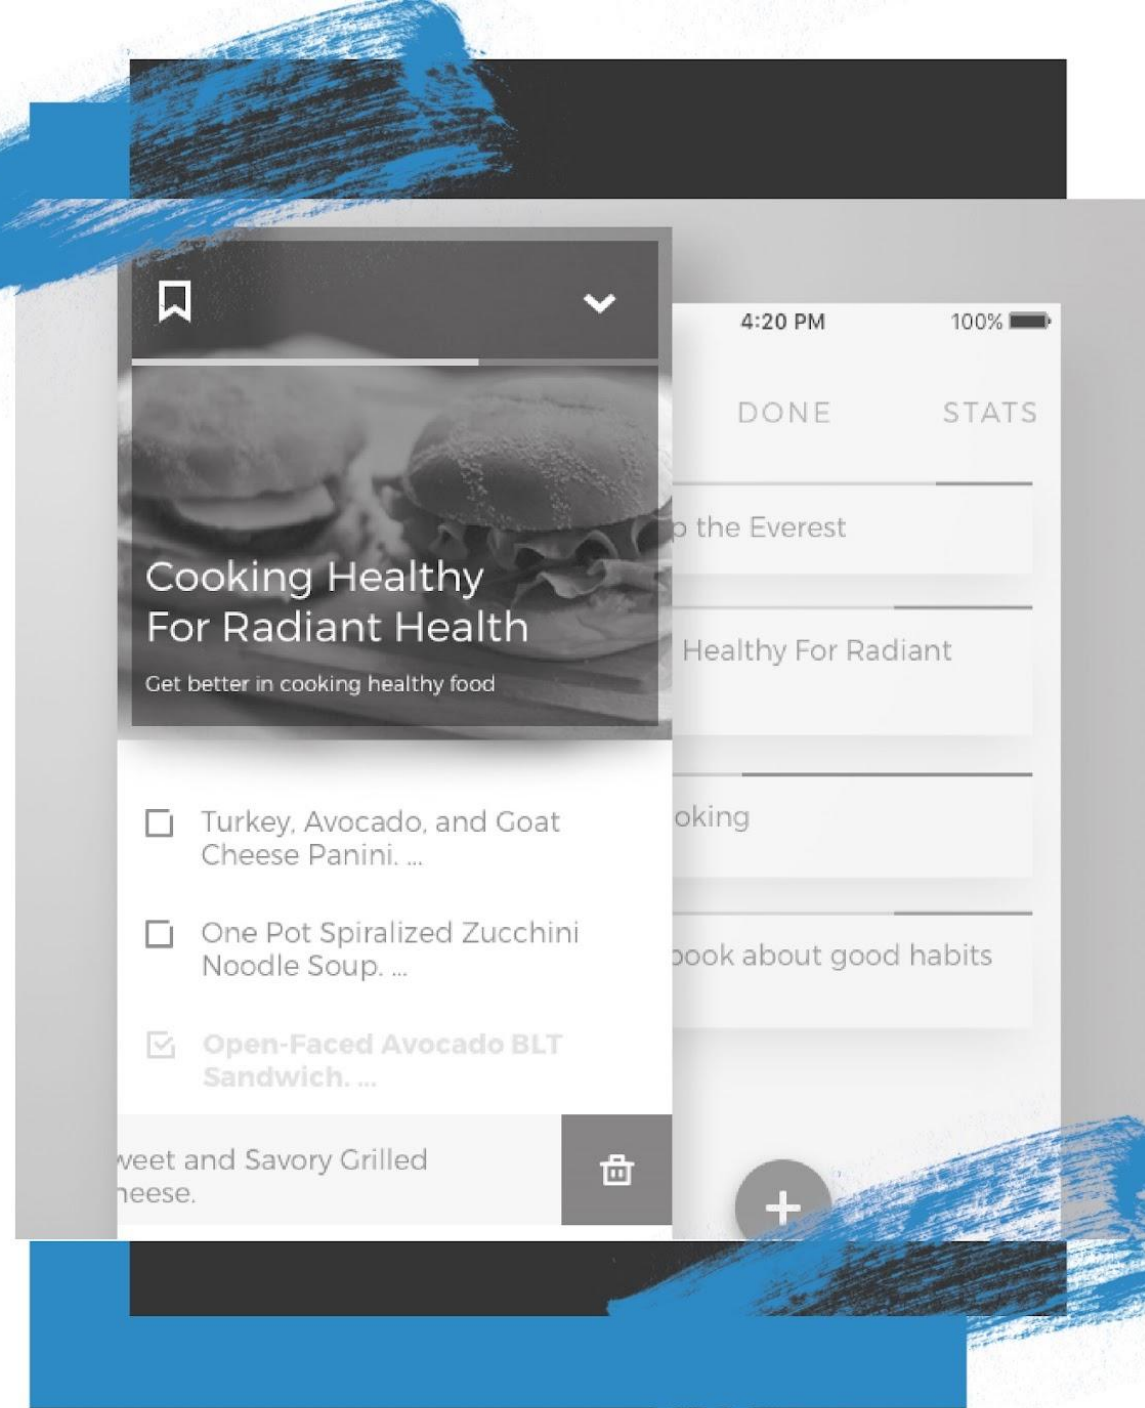 4:20 PM
100%
DONE
STATS
Cooking Healthy
For Radiant Health
Get better in cooking healthy food
Turkey, Avocado, and Goat
Cheese Panini. ...
One Pot Spiralized Zucchini
Noodle Soup. ...
Open-Faced Avocado BLT
Sandwich. ...
weet and Savory Grilled
heese.
p the Everest
Healthy For Radiant
oking
book about good habits